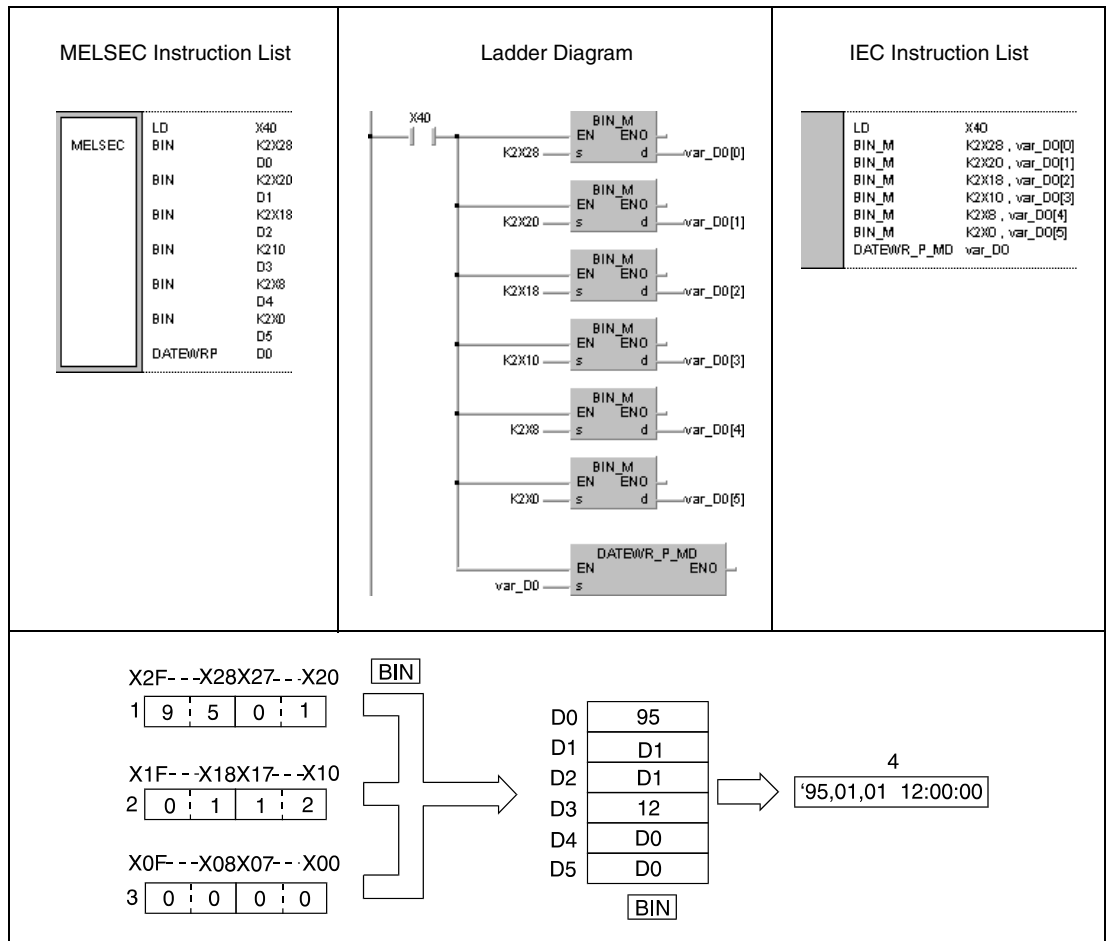 MELSEC Instruction List
MELSEC
LD X40
BIN K2X28
D0
BIN K2X20
D1
BIN K2X18
D2
BIN K210
D3
BIN K2X8
D4
BIN K2X0
D5
DATEWRP D0
Ladder Diagram
X40
BIN_M
EN ENO
K2X28 s d var_D0[0]
BIN_M
EN ENO
K2X20 s d var_D0[1]
BIN_M
EN ENO
K2X18 s d var_D0[2]
BIN_M
EN ENO
K2X10 s d var_D0[3]
BIN_M
EN ENO
K2X8 s d var_D0[4]
BIN_M
EN ENO
K2X0 s d var_D0[5]
DATEWR_P_MD
EN ENO
var_D0 s
IEC Instruction List
LD X40
BIN_M K2X28 , var_D0[0]
BIN_M K2X20 , var_D0[1]
BIN_M K2X18 , var_D0[2]
BIN_M K2X10 , var_D0[3]
BIN_M K2X8 , var_D0[4]
BIN_M K2X0 , var_D0[5]
DATEWR_P_MD var_D0
X2F---X28X27---X20
1 9 5 0 1
X1F---X18X17---X10
2 0 1 1 2
X0F---X08X07---X00
3 0 0 0 0
BIN
D0 95
D1 D1
D2 D1
D3 12
D4 D0
D5 D0
BIN
4
‘95,01,01 12:00:00